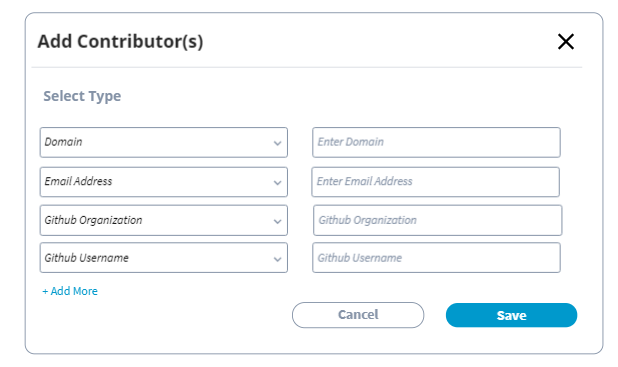 Add Contributor(s)
Select Type
Domain Enter Domain
Email Address Enter Email Address
Github Organization Github Organization
Github Username Github Username
+ Add More
Cancel Save